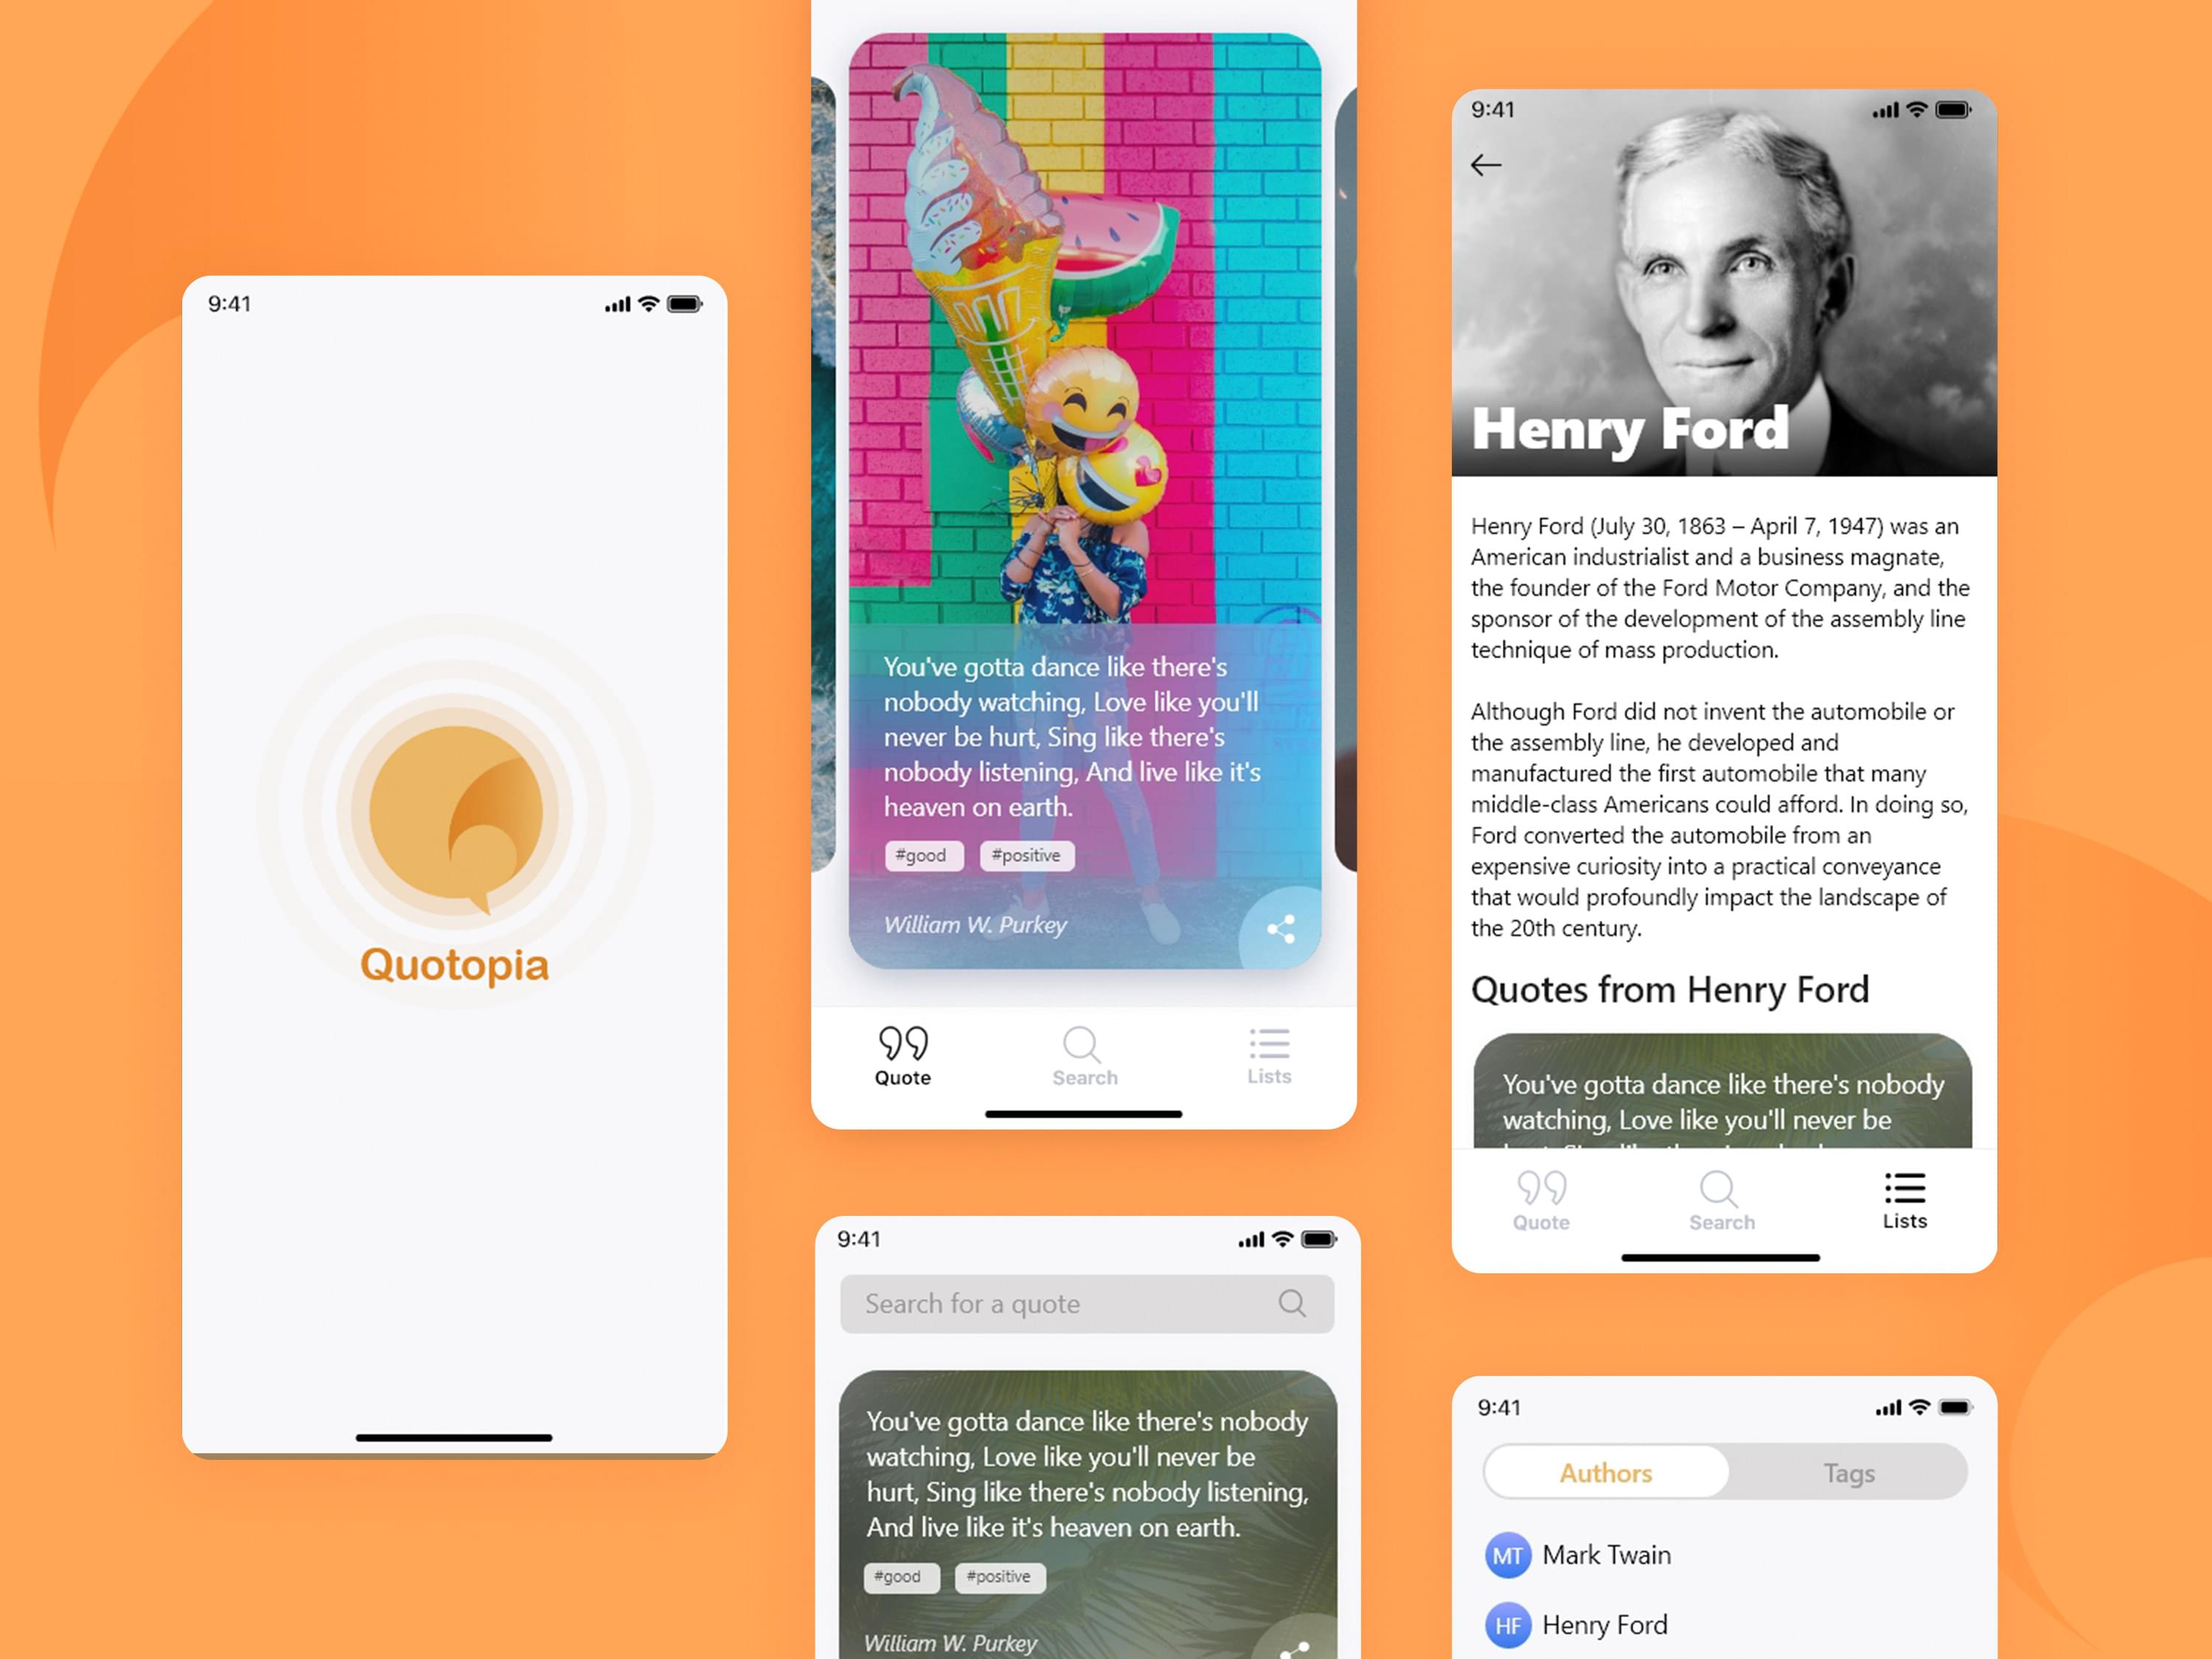 9:41
Quotopia
You've gotta dance like there's
nobody watching, Love like you'll
never be hurt, Sing like there's
nobody listening, And live like it's
heaven on earth.
#good #positive
William W. Purkey
Quote Search Lists
9:41
Search for a quote
You've gotta dance like there's nobody
watching, Love like you'll never be
hurt, Sing like there's nobody listening,
And live like it's heaven on earth.
#good #positive
William W. Purkey
9:41
Henry Ford
Henry Ford (July 30, 1863 – April 7, 1947) was an
American industrialist and a business magnate,
the founder of the Ford Motor Company, and the
sponsor of the development of the assembly line
technique of mass production.
Although Ford did not invent the automobile or
the assembly line, he developed and
manufactured the first automobile that many
middle-class Americans could afford. In doing so,
Ford converted the automobile from an
expensive curiosity into a practical conveyance
that would profoundly impact the landscape of
the 20th century.
Quotes from Henry Ford
You've gotta dance like there's nobody
watching, Love like you'll never be
Quote Search Lists
9:41
Authors Tags
MT Mark Twain
HF Henry Ford